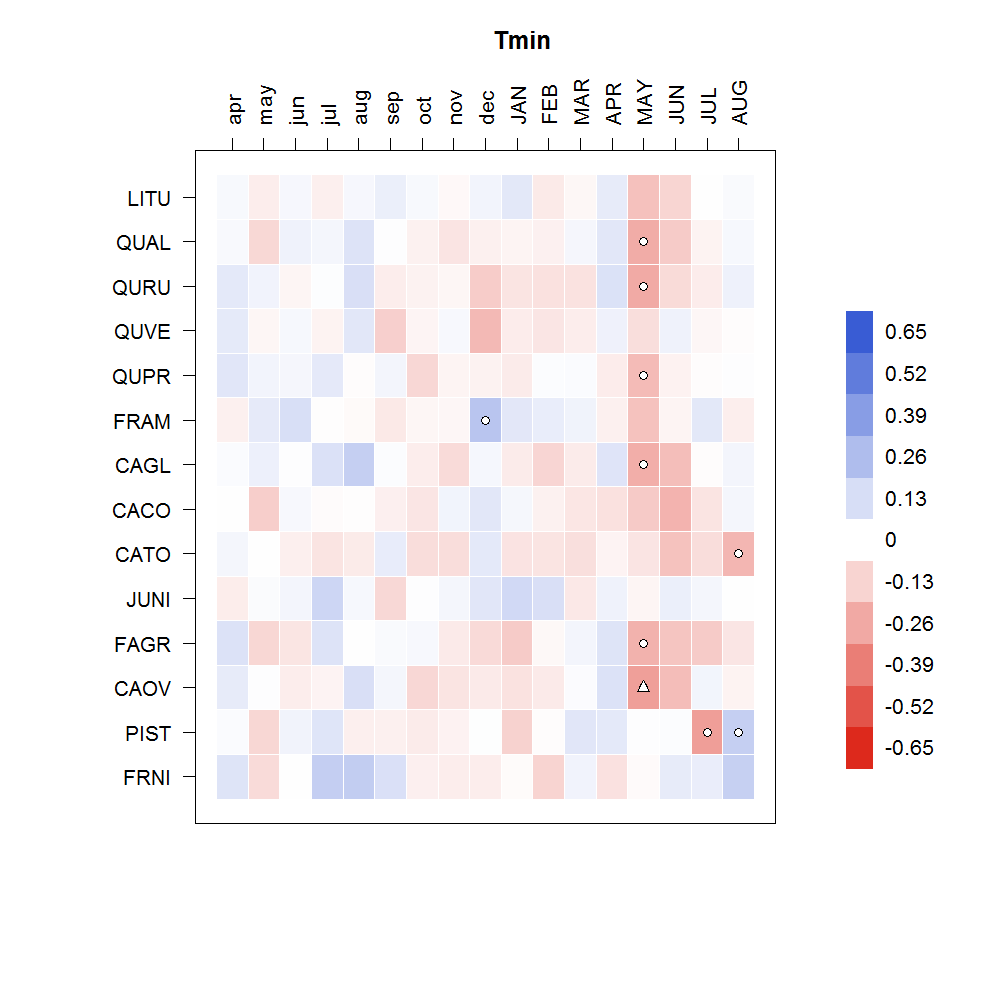 Tmin
apr may jun jul aug sep oct nov dec JAN FEB MAR APR MAY JUN JUL AUG
LITU
QUAL
QURU
QUVE
QUPR
FRAM
CAGL
CACO
CATO
JUNI
FAGR
CAOV
PIST
FRNI
0.65
0.52
0.39
0.26
0.13
0
-0.13
-0.26
-0.39
-0.52
-0.65